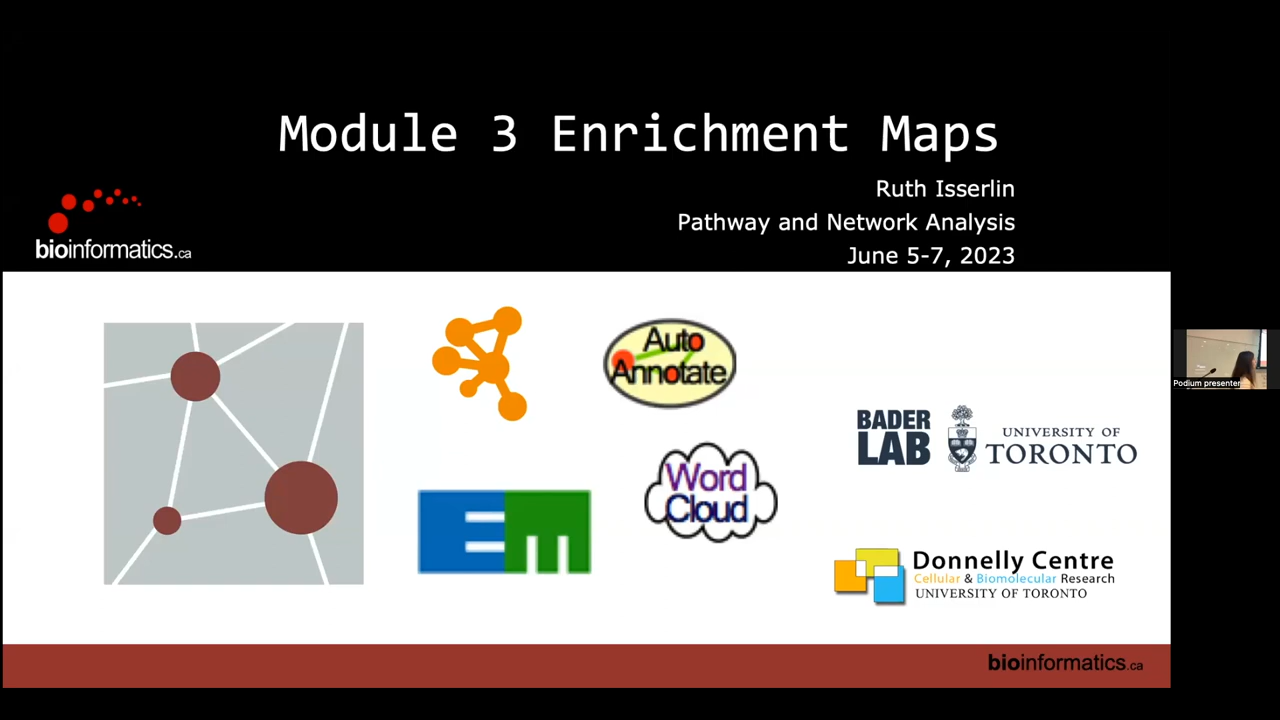 Module 3 Enrichment Maps
Ruth Isserlin
Pathway and Network Analysis
June 5-7, 2023
bioinformatics.ca
Auto
Annotate
Word
Cloud
EM
BADER
LAB
UNIVERSITY OF
TORONTO
Donnelly Centre
Cellular & Biomolecular Research
UNIVERSITY OF TORONTO
Podium presenter
bioinformatics.ca